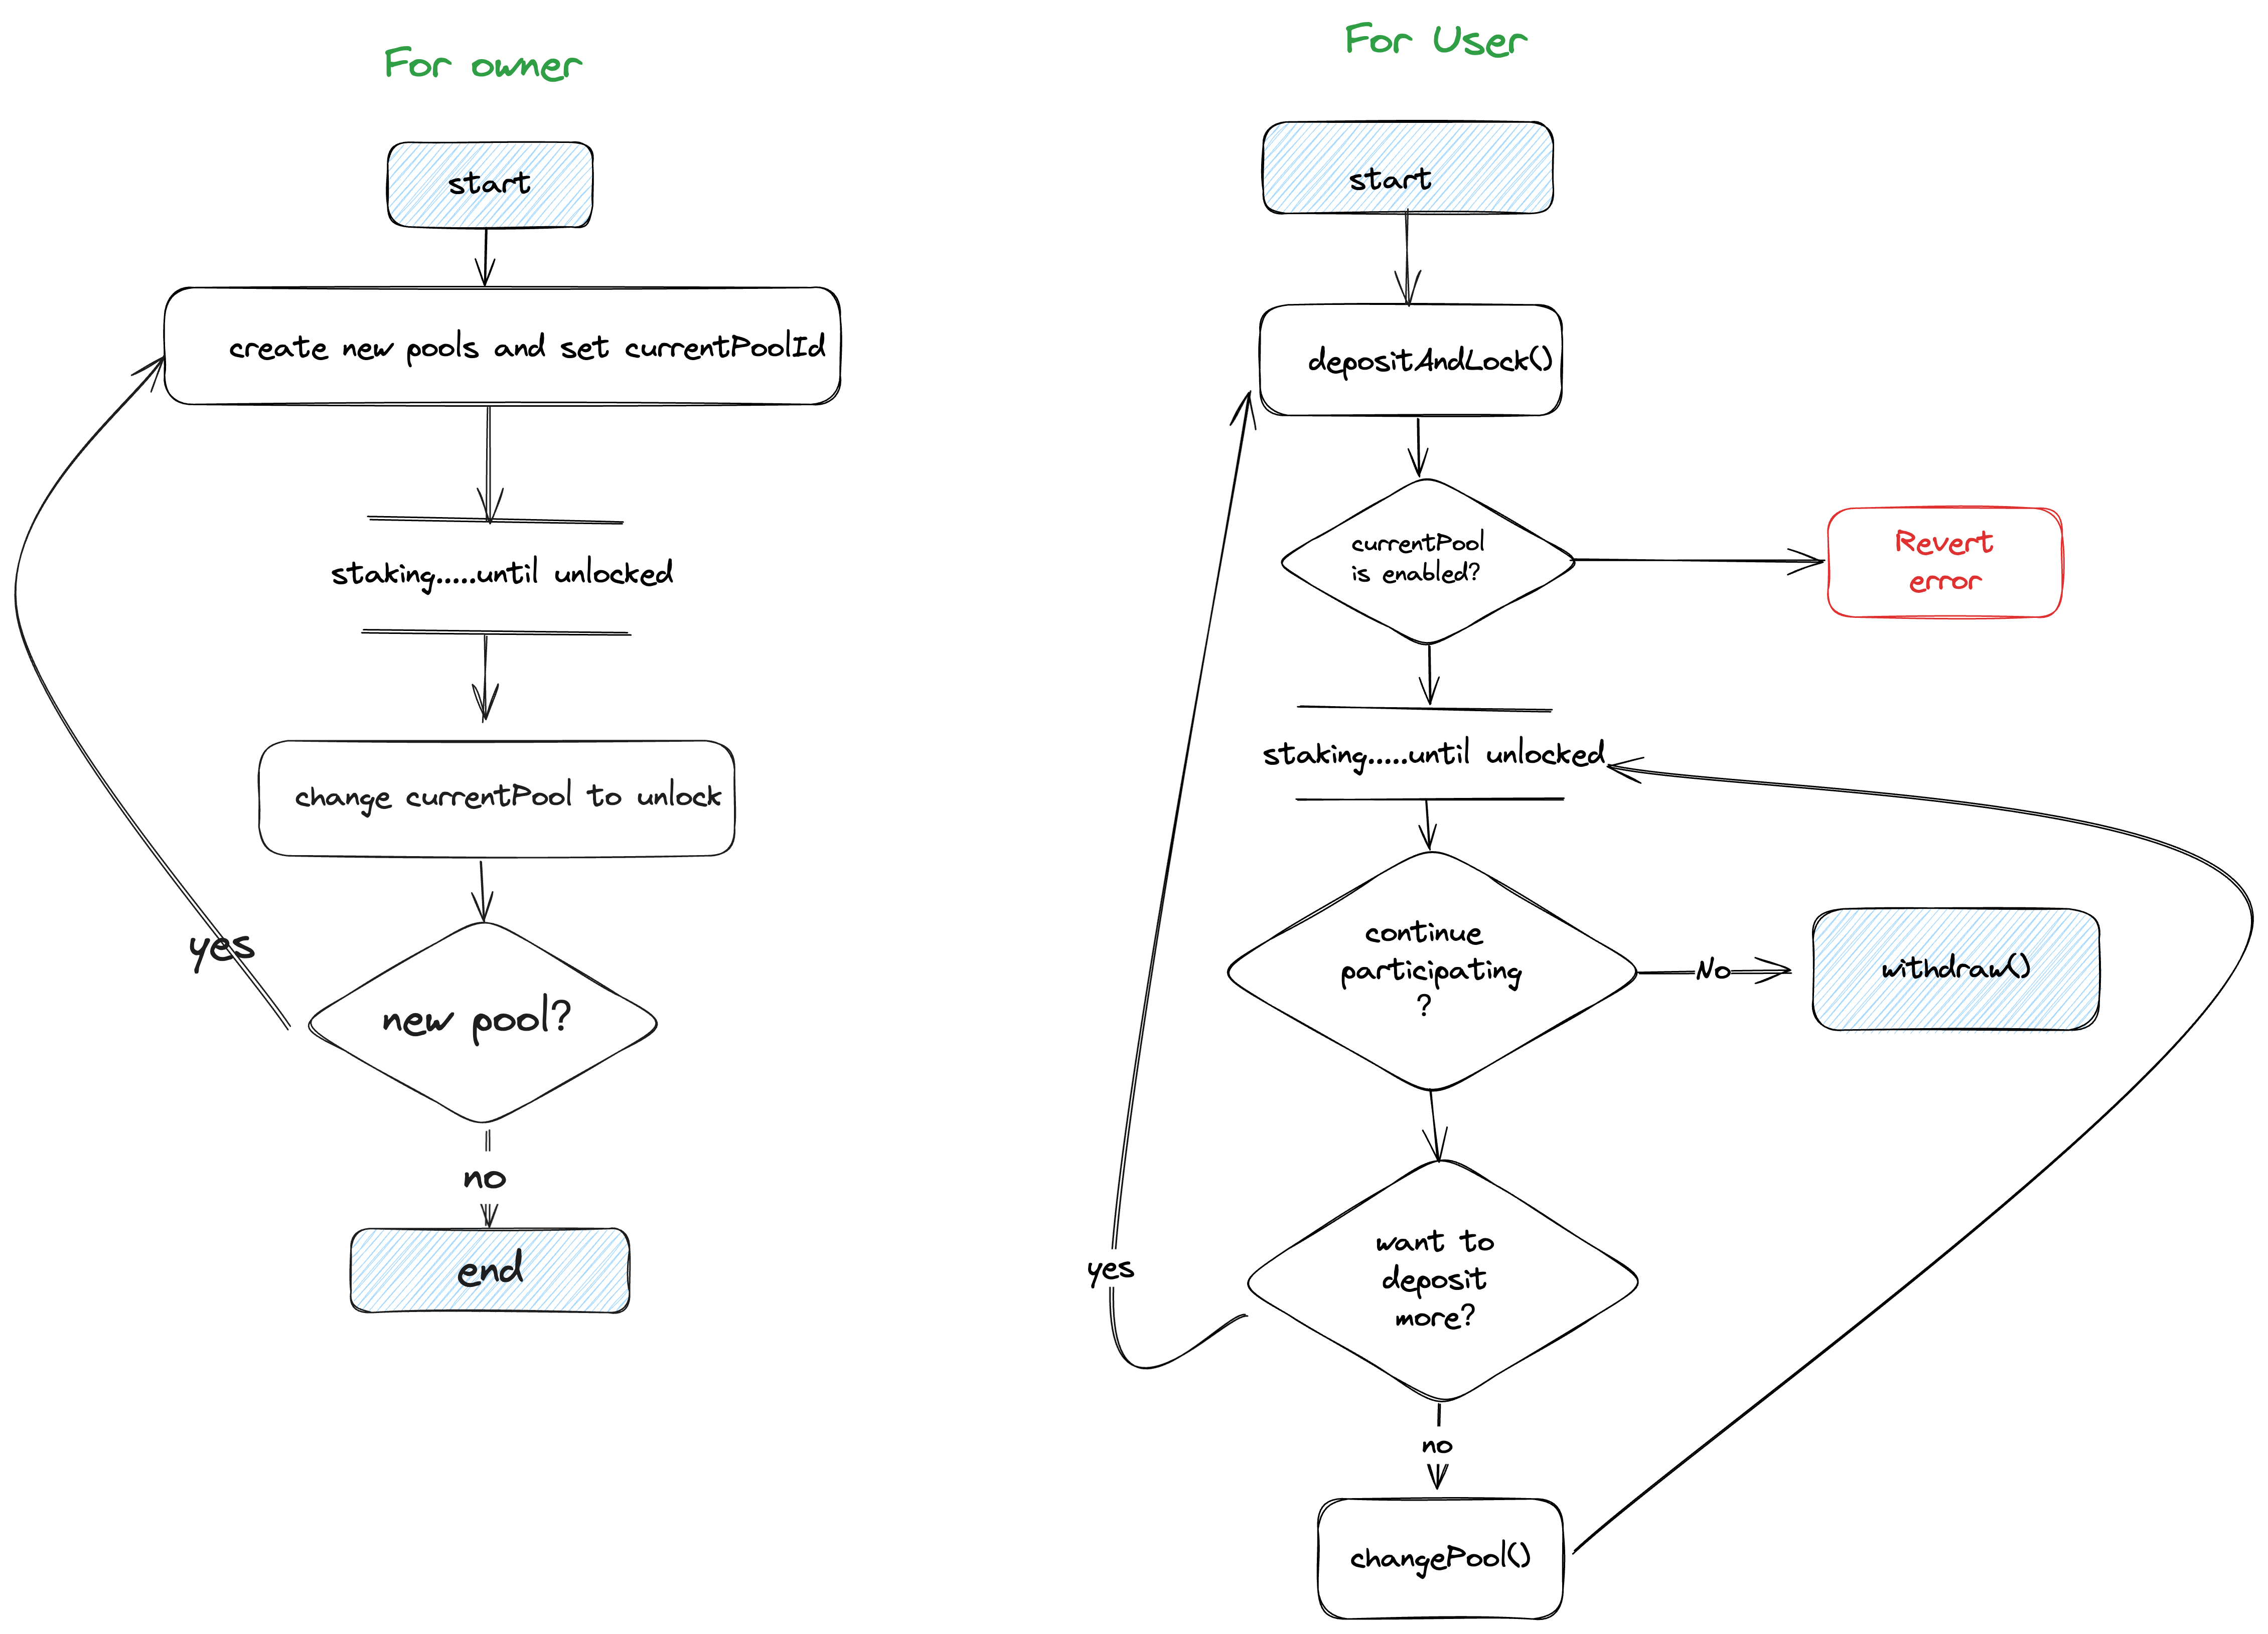 For owner
start
create new pools and set currentPoolId
staking.....until unlocked
change currentPool to unlock
yes
new pool?
no
end
For User
start
depositAndLock()
currentPool
is enabled?
Revert
error
staking.....until unlocked
continue
participating
?
No
withdraw()
want to
deposit
more?
yes
no
changePool()